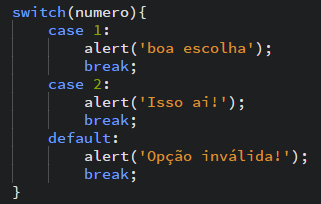 switch(numero){
    case 1:
        alert('boa escolha');
        break;
    case 2:
        alert('Isso ai!');
        break;
    default:
        alert('Opção inválida!');
        break;
}